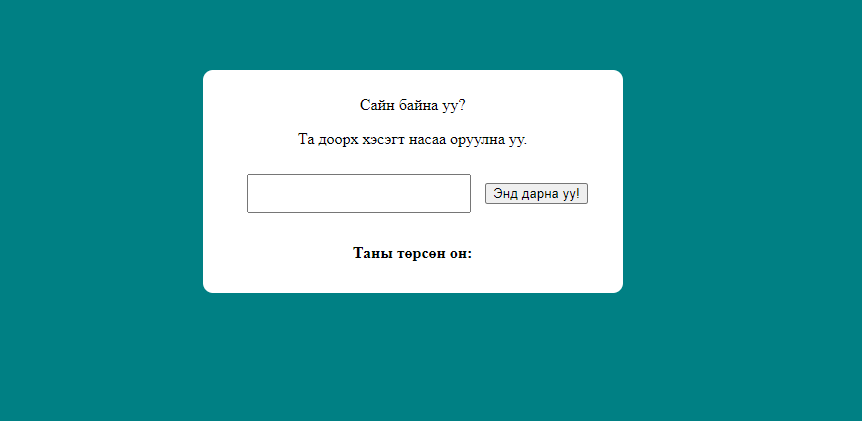 Сайн байна уу?
Та доорх хэсэгт насаа оруулна уу.
Энд дарна уу!
Таны төрсөн он: